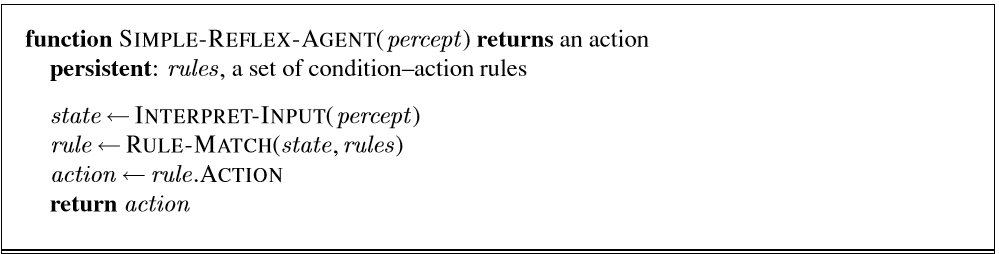 function SIMPLE-REFLEX-AGENT(percept) returns an action
persistent: rules, a set of condition–action rules
state ← INTERPRET-INPUT(percept)
rule ← RULE-MATCH(state, rules)
action ← rule.ACTION
return action